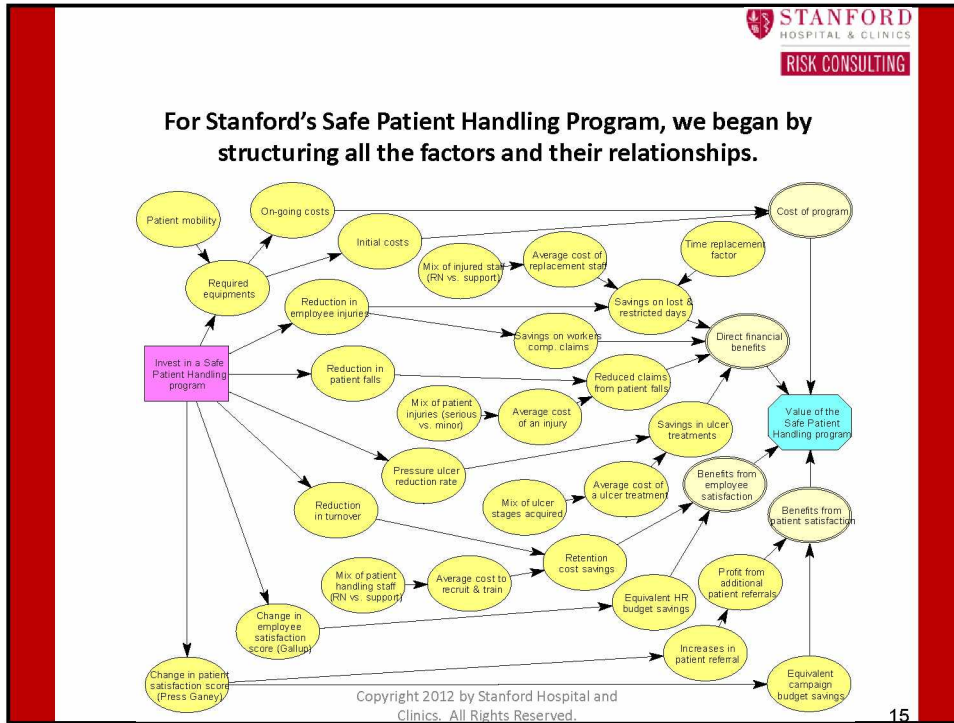 STANFORD
HOSPITAL & CLINICS
RISK CONSULTING
For Stanford's Safe Patient Handling Program, we began by
structuring all the factors and their relationships.
Patient mobility
On-going costs
Cost of program
Initial costs
Time replacement
factor
Mix of injured staff
(RN vs. support)
Average cost of
replacement staff
Required
equipments
Reduction in
employee injuries
Savings on lost &
restricted days
Savings on workers
comp. claims
Direct financial
benefits
Invest in a Safe
Patient Handling
program
Reduction in
patient falls
Reduced claims
from patient falls
Mix of patient
injuries (serious
vs. minor)
Average cost
of an injury
Savings in ulcer
treatments
Value of the
Safe Patient
Handling program
Pressure ulcer
reduction rate
Average cost of
a ulcer treatment
Benefits from
employee
satisfaction
Mix of ulcer
stages acquired
Reduction
in turnover
Benefits from
patient satisfaction
Retention
cost savings
Mix of patient
handling staff
(RN vs. support)
Average cost to
recruit & train
Profit from
additional
patient referrals
Equivalent HR
budget savings
Change in
employee
satisfaction
score (Gallup)
Increases in
patient referral
Change in patient
satisfaction score
(Press Ganey)
Equivalent
campaign
budget savings
Copyright 2012 by Stanford Hospital and
Clinics. All Rights Reserved.
15